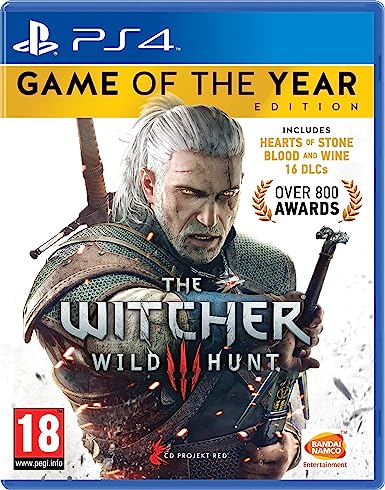 PS4
GAME OF THE YEAR
EDITION
INCLUDES
HEARTS OF STONE
BLOOD AND WINE
16 DLCs
OVER 800
AWARDS
THE
WITCHER
III
WILD HUNT
18
www.pegi.info
CD PROJEKT RED
BANDAI
NAMCO
Entertainment